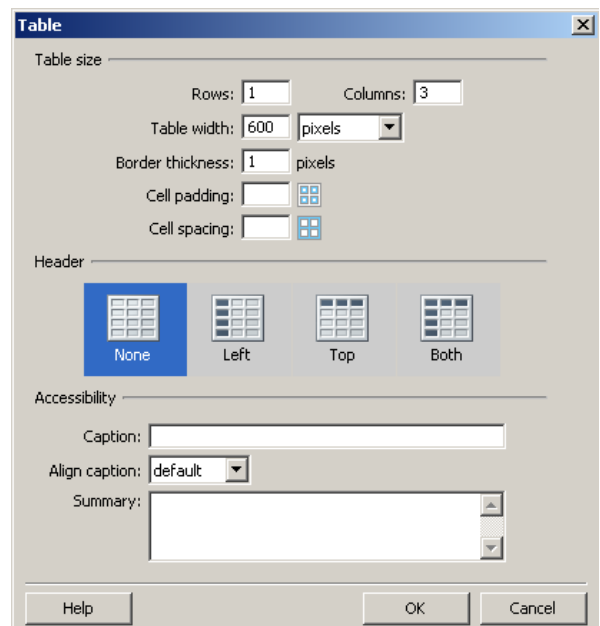 Table
Table size
Rows: 1 Columns: 3
Table width: 600 pixels
Border thickness: 1 pixels
Cell padding:
Cell spacing:
Header
None Left Top Both
Accessibility
Caption:
Align caption: default
Summary:
Help OK Cancel